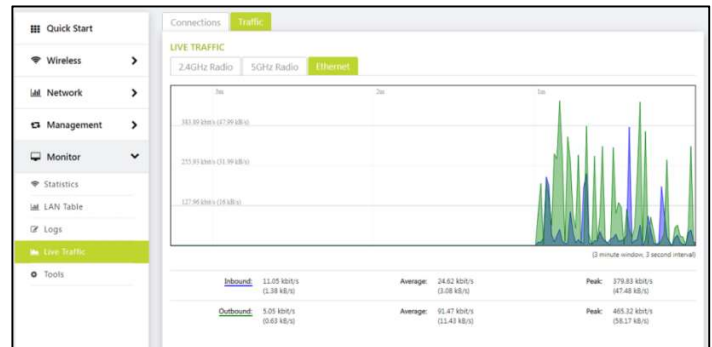 Quick Start
Wireless
Network
Management
Monitor
Statistics
LAN Table
Logs
Live Traffic
Tools
Connections Traffic
LIVE TRAFFIC
2.4GHz Radio 5GHz Radio Ethernet
3m 2m 1m
383.89 kbit/s (47.99 kB/s)
255.93 kbit/s (31.99 kB/s)
127.96 kbit/s (16 kB/s)
(3 minute window, 3 second interval)
Inbound: 11.05 kbit/s Average: 24.62 kbit/s Peak: 379.83 kbit/s
(1.38 kB/s) (3.08 kB/s) (47.48 kB/s)
Outbound: 5.05 kbit/s Average: 91.47 kbit/s Peak: 465.32 kbit/s
(0.63 kB/s) (11.43 kB/s) (58.17 kB/s)